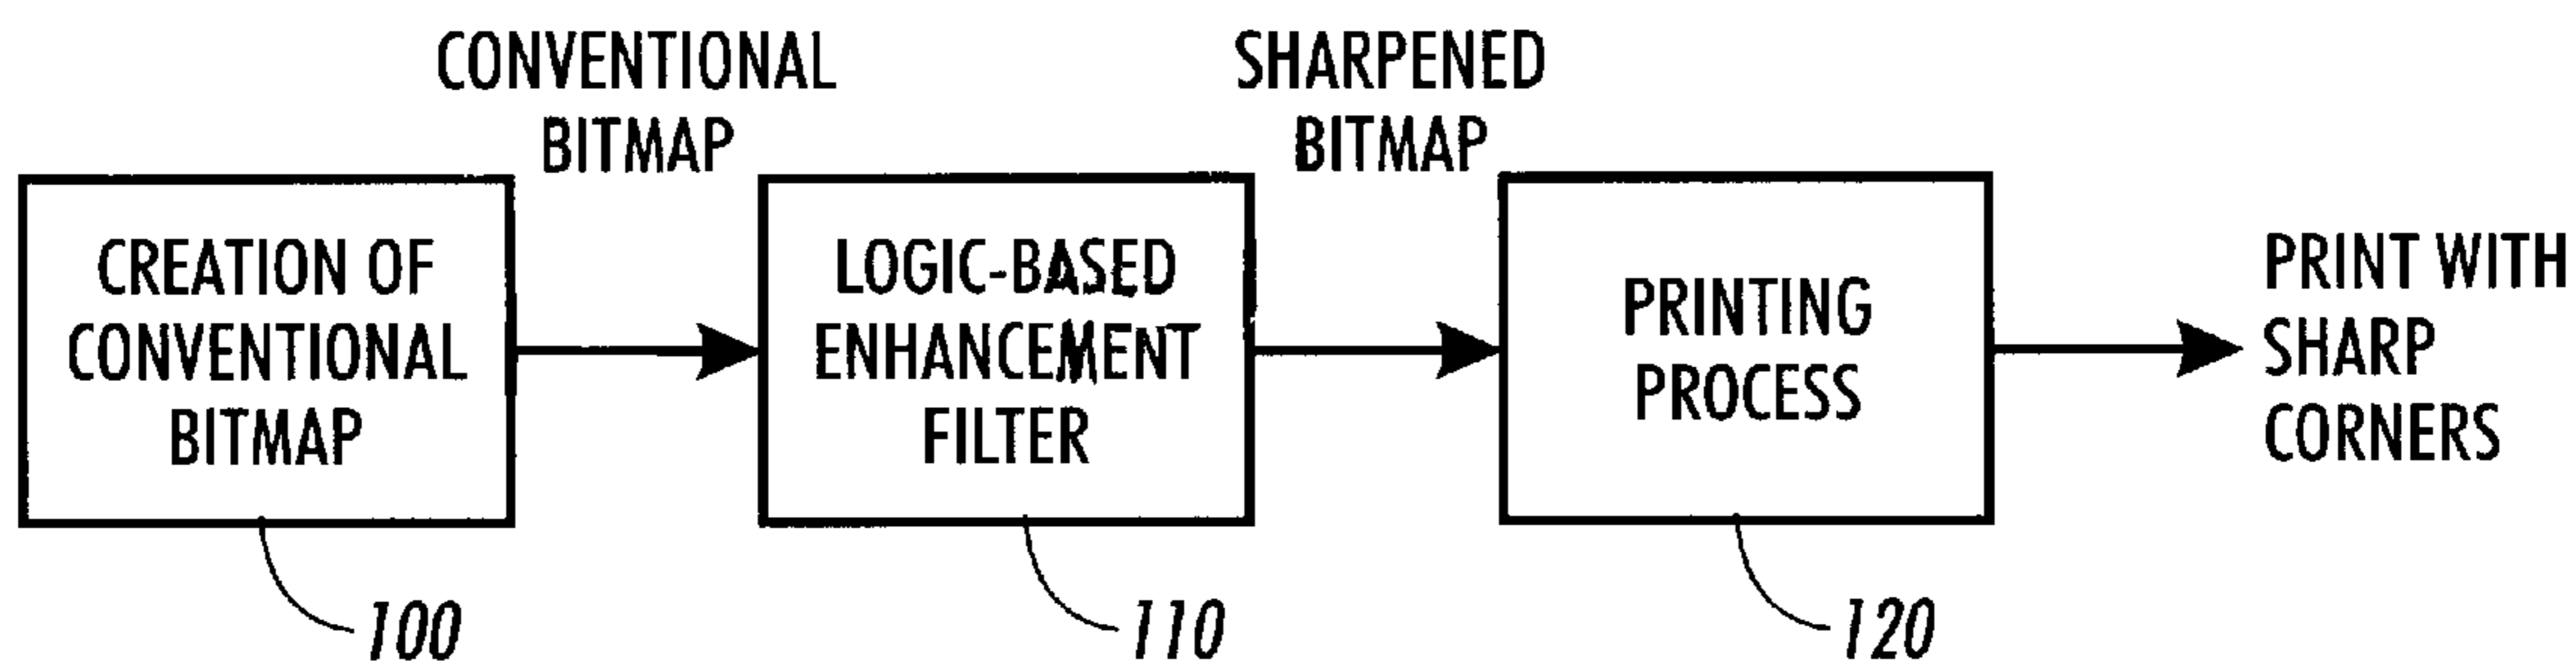 CONVENTIONAL
BITMAP
SHARPENED
BITMAP
CREATION OF
CONVENTIONAL
BITMAP
LOGIC-BASED
ENHANCEMENT
FILTER
PRINTING
PROCESS
PRINT WITH
SHARP
CORNERS
100
110
120